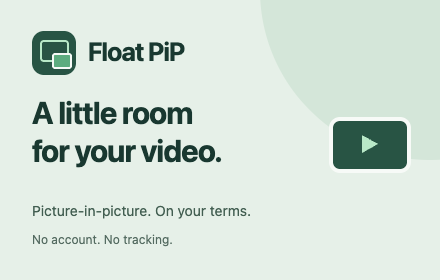 Float PiP
A little room
for your video.
Picture-in-picture. On your terms.
No account. No tracking.